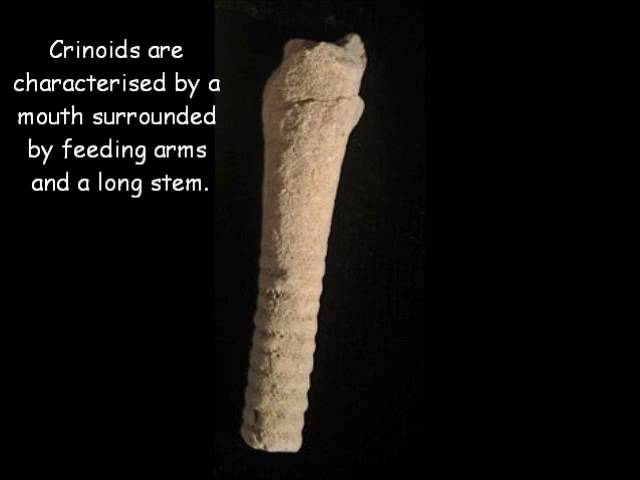 Crinoids are
characterised by a
mouth surrounded
by feeding arms
and a long stem.